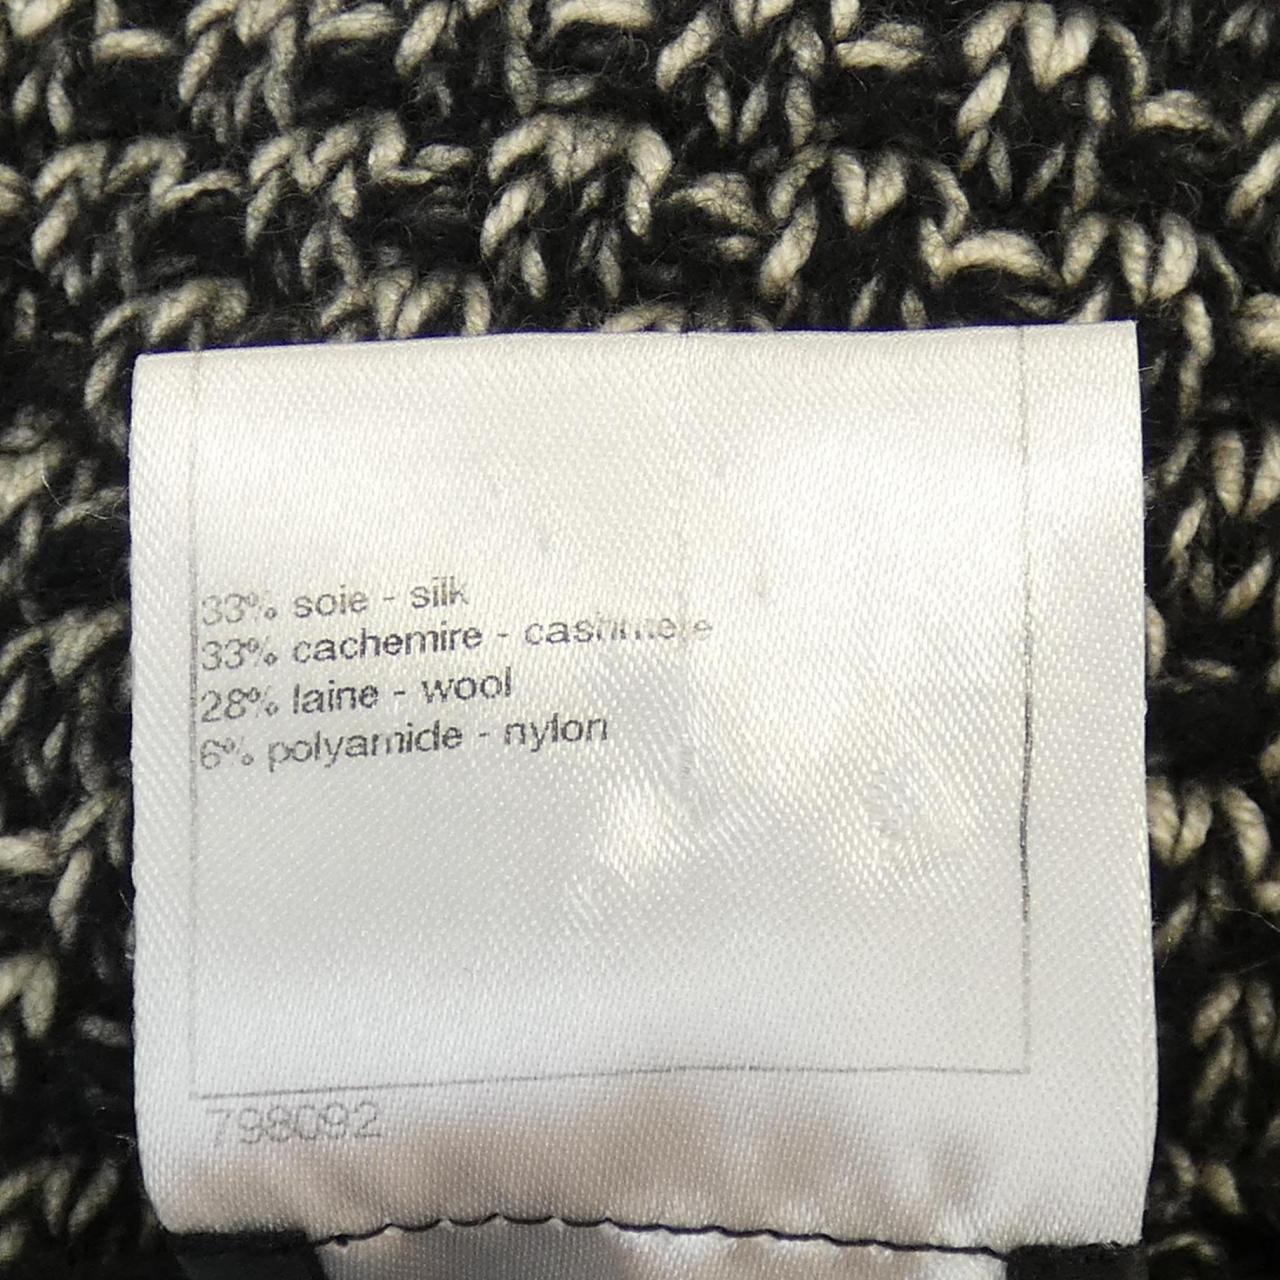 33% soie - silk
33% cachemire - cashmere
28% laine - wool
6% polyamide - nylon
798092